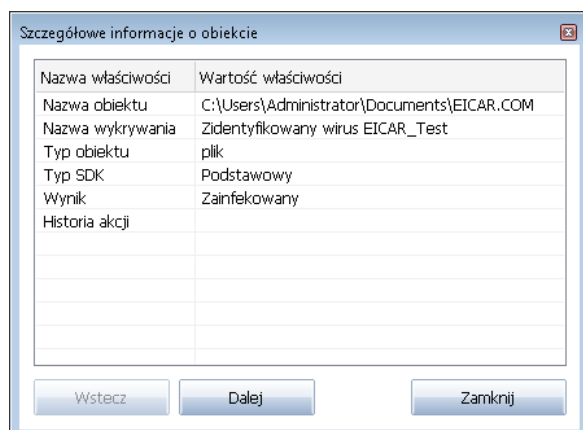 Szczegółowe informacje o obiekcie
Nazwa właściwości Wartość właściwości
Nazwa obiektu C:\Users\Administrator\Documents\EICAR.COM
Nazwa wykrywania Zidentyfikowany wirus EICAR_Test
Typ obiektu plik
Typ SDK Podstawowy
Wynik Zainfekowany
Historia akcji
Wstecz Dalej Zamknij